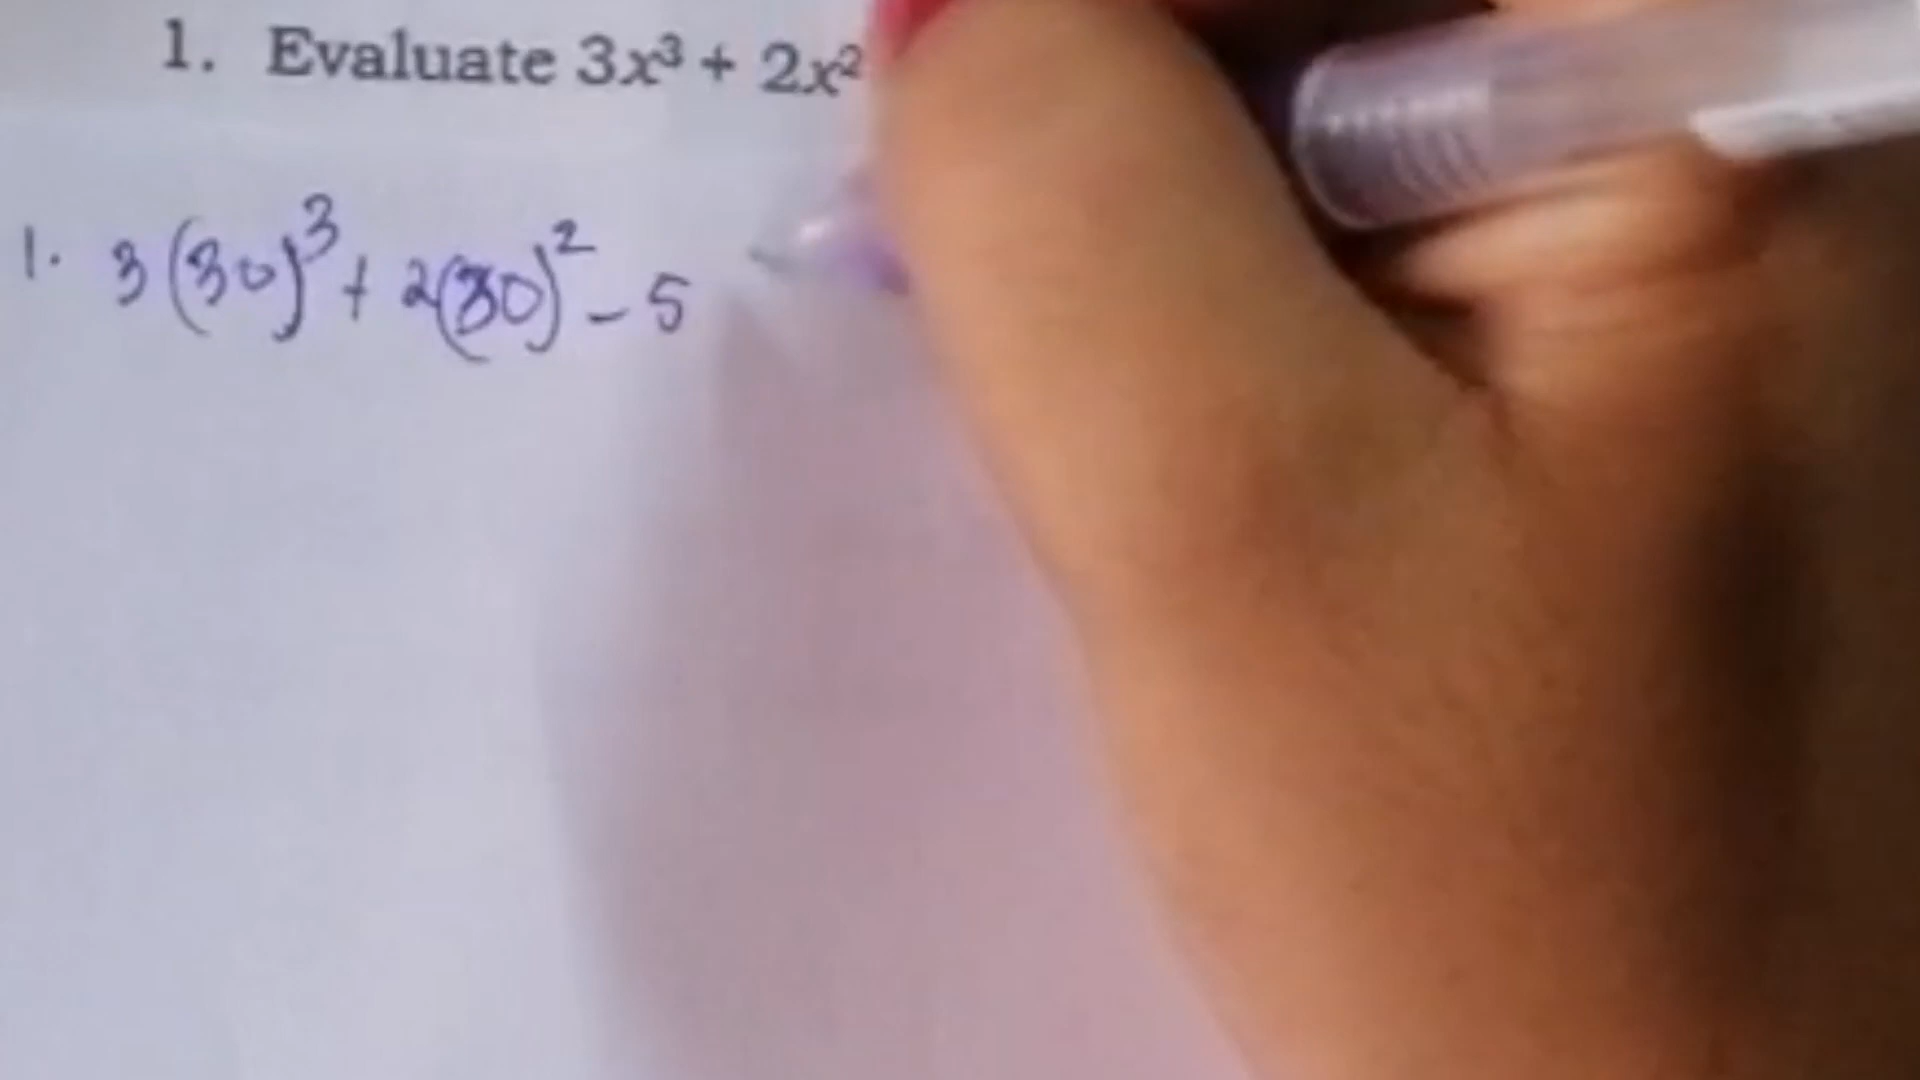 1. Evaluate 3x³ + 2x²
1. 3(30)³ + 2(30)² - 5